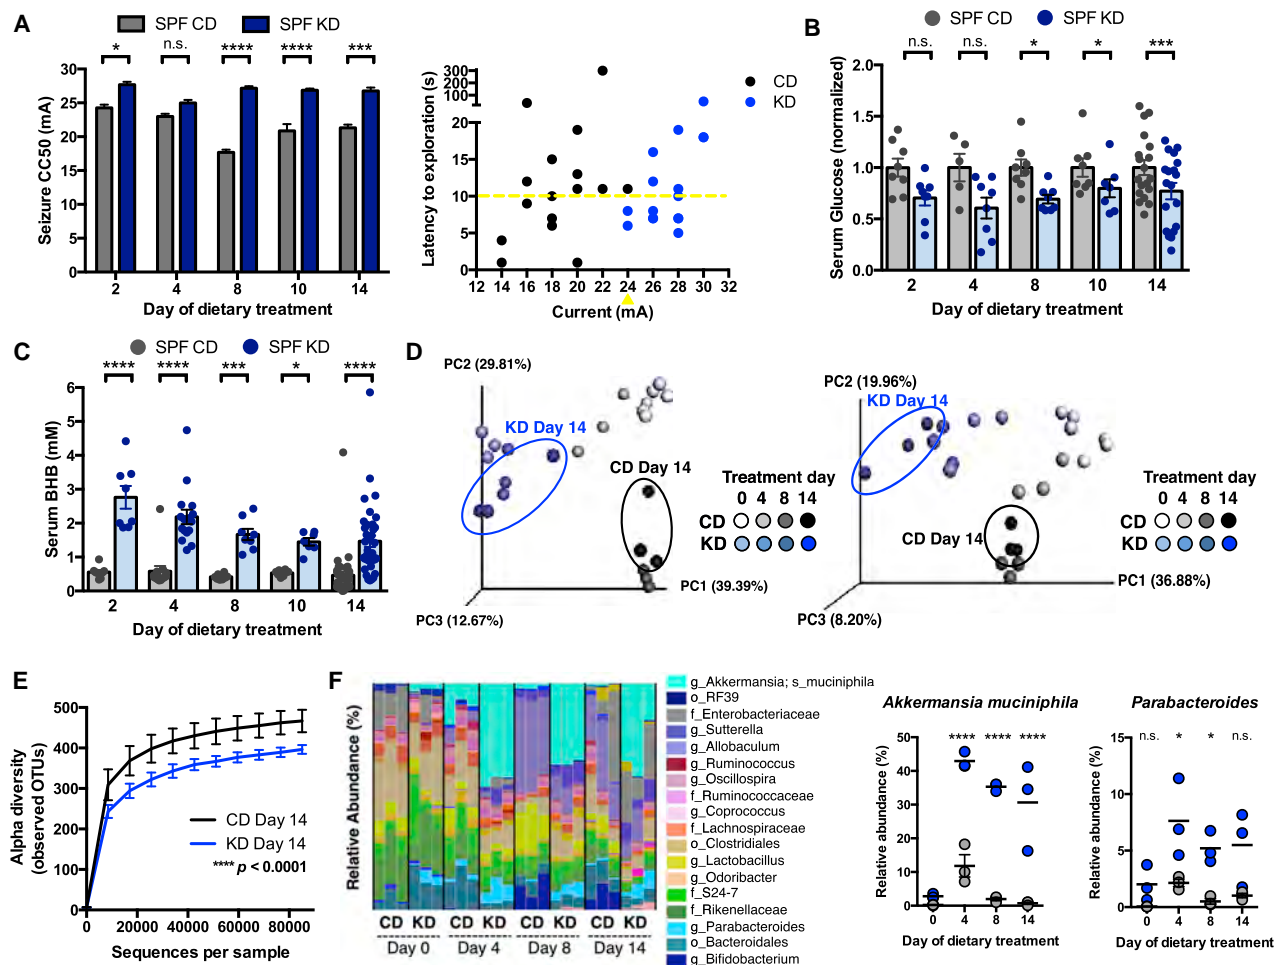 A
SPF CD
SPF KD
*
n.s.
****
****
***
30
25
20
15
10
5
0
Seizure CC50 (mA)
2
4
8
10
14
Day of dietary treatment
300
200
100
20
15
10
5
0
Latency to exploration (s)
CD
KD
12 14 16 18 20 22 24 26 28 30 32
Current (mA)
B
SPF CD
SPF KD
n.s.
n.s.
*
*
***
2.0
1.5
1.0
0.5
0.0
Serum Glucose (normalized)
2
4
8
10
14
Day of dietary treatment
C
SPF CD
SPF KD
****
****
***
*
****
6
5
4
3
2
1
0
Serum BHB (mM)
2
4
8
10
14
Day of dietary treatment
D
PC2 (29.81%)
KD Day 14
CD Day 14
PC1 (39.39%)
PC3 (12.67%)
Treatment day
0 4 8 14
CD
KD
PC2 (19.96%)
KD Day 14
CD Day 14
PC1 (36.88%)
PC3 (8.20%)
Treatment day
0 4 8 14
CD
KD
E
500
400
300
200
100
0
Alpha diversity
(observed OTUs)
CD Day 14
KD Day 14
**** p < 0.0001
0
20000
40000
60000
80000
Sequences per sample
F
Relative Abundance (%)
CD KD CD KD CD KD CD KD
Day 0
Day 4
Day 8
Day 14
g_Akkermansia; s_muciniphila
o_RF39
f_Enterobacteriaceae
g_Sutterella
g_Allobaculum
g_Ruminococcus
g_Oscillospira
f_Ruminococcaceae
g_Coprococcus
f_Lachnospiraceae
o_Clostridiales
g_Lactobacillus
g_Odoribacter
f_S24-7
f_Rikenellaceae
g_Parabacteroides
o_Bacteroidales
g_Bifidobacterium
Akkermansia muciniphila
****
****
****
50
40
30
20
10
0
Relative abundance (%)
0
4
8
14
Day of dietary treatment
Parabacteroides
n.s.
*
*
n.s.
15
10
5
0
Relative abundance (%)
0
4
8
14
Day of dietary treatment